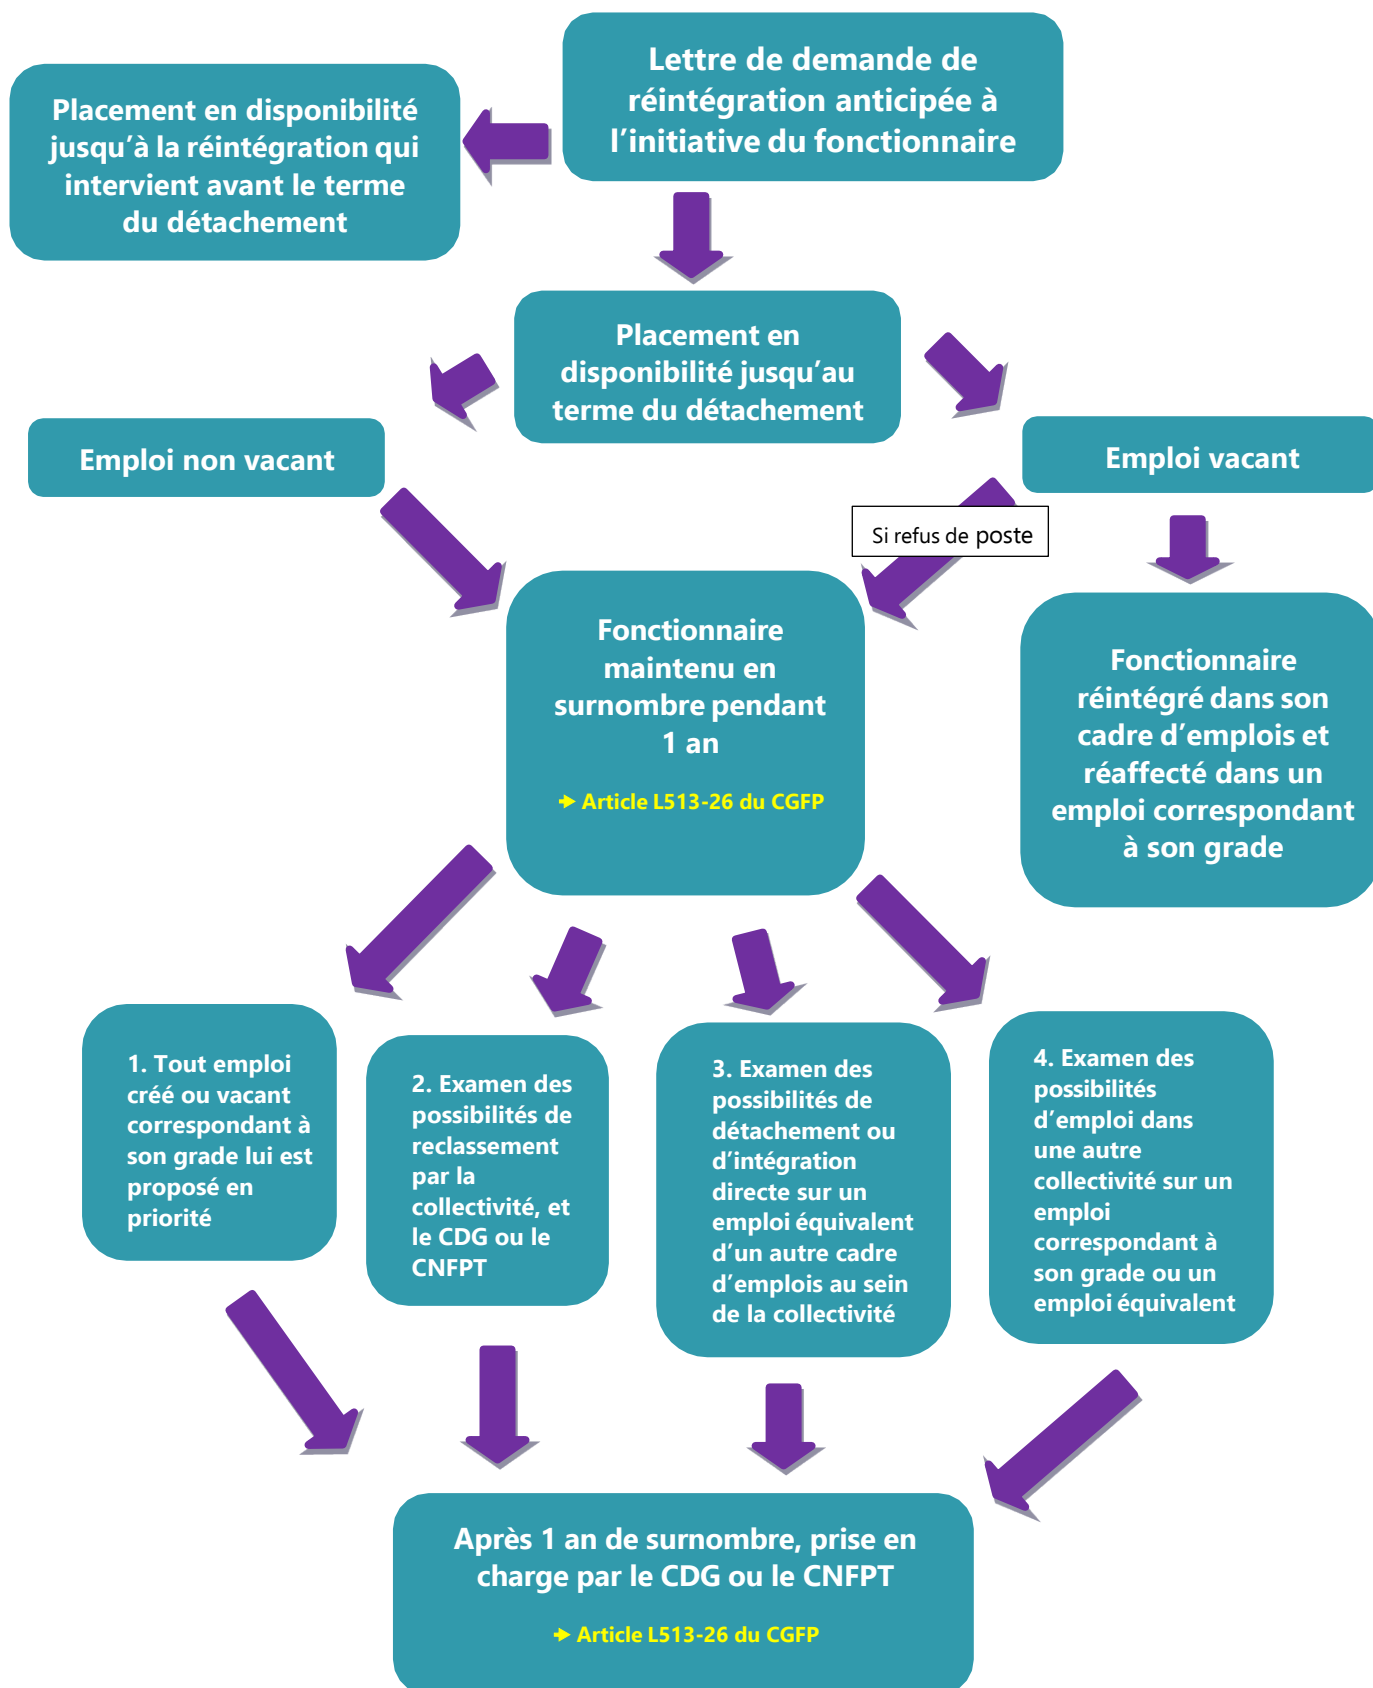 Lettre de demande de
réintégration anticipée à
l’initiative du fonctionnaire
Placement en disponibilité
jusqu’à la réintégration qui
intervient avant le terme
du détachement
Placement en
disponibilité jusqu’au
terme du détachement
Emploi non vacant
Emploi vacant
Si refus de poste
Fonctionnaire
maintenu en
surnombre pendant
1 an
➜ Article L513-26 du CGFP
Fonctionnaire
réintégré dans son
cadre d’emplois et
réaffecté dans un
emploi correspondant
à son grade
1. Tout emploi
créé ou vacant
correspondant à
son grade lui est
proposé en
priorité
2. Examen des
possibilités de
reclassement
par la
collectivité, et
le CDG ou le
CNFPT
3. Examen des
possibilités de
détachement ou
d’intégration
directe sur un
emploi équivalent
d’un autre cadre
d’emplois au sein
de la collectivité
4. Examen des
possibilités
d’emploi dans
une autre
collectivité sur un
emploi
correspondant à
son grade ou un
emploi équivalent
Après 1 an de surnombre, prise en
charge par le CDG ou le CNFPT
➜ Article L513-26 du CGFP